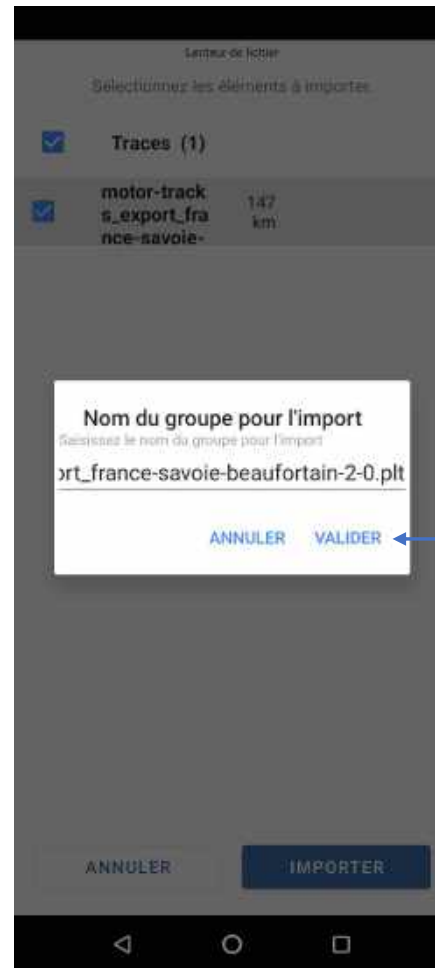 Lecteur de fichier
Sélectionnez les éléments à importer.
Traces (1)
motor-track
s_export_fra
nce-savoie-
147
km
Nom du groupe pour l'import
Saisissez le nom du groupe pour l'import
ort_france-savoie-beaufortain-2-0.plt
ANNULER VALIDER
ANNULER IMPORTER